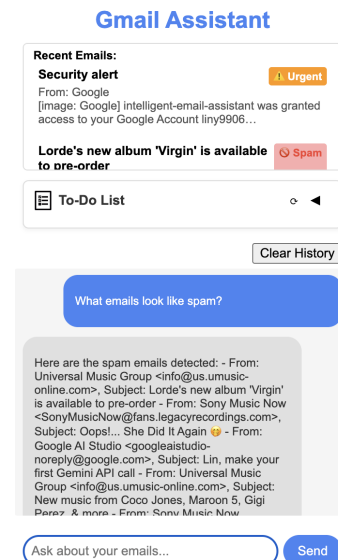 Gmail Assistant
Recent Emails:
Security alert
⚠ Urgent
From: Google
[image: Google] intelligent-email-assistant was granted
access to your Google Account liny9906…
Lorde's new album 'Virgin' is available
to pre-order
🚫 Spam
To-Do List
Clear History
What emails look like spam?
Here are the spam emails detected: - From:
Universal Music Group <info@us.umusic-
online.com>, Subject: Lorde's new album 'Virgin'
is available to pre-order - From: Sony Music Now
<SonyMusicNow@fans.legacyrecordings.com>,
Subject: Oops!... She Did It Again 🤭 - From:
Google AI Studio <googleaistudio-
noreply@google.com>, Subject: Lin, make your
first Gemini API call - From: Universal Music
Group <info@us.umusic-online.com>, Subject:
New music from Coco Jones, Maroon 5, Gigi
Perez, & more - From: Sony Music Now
Ask about your emails...
Send